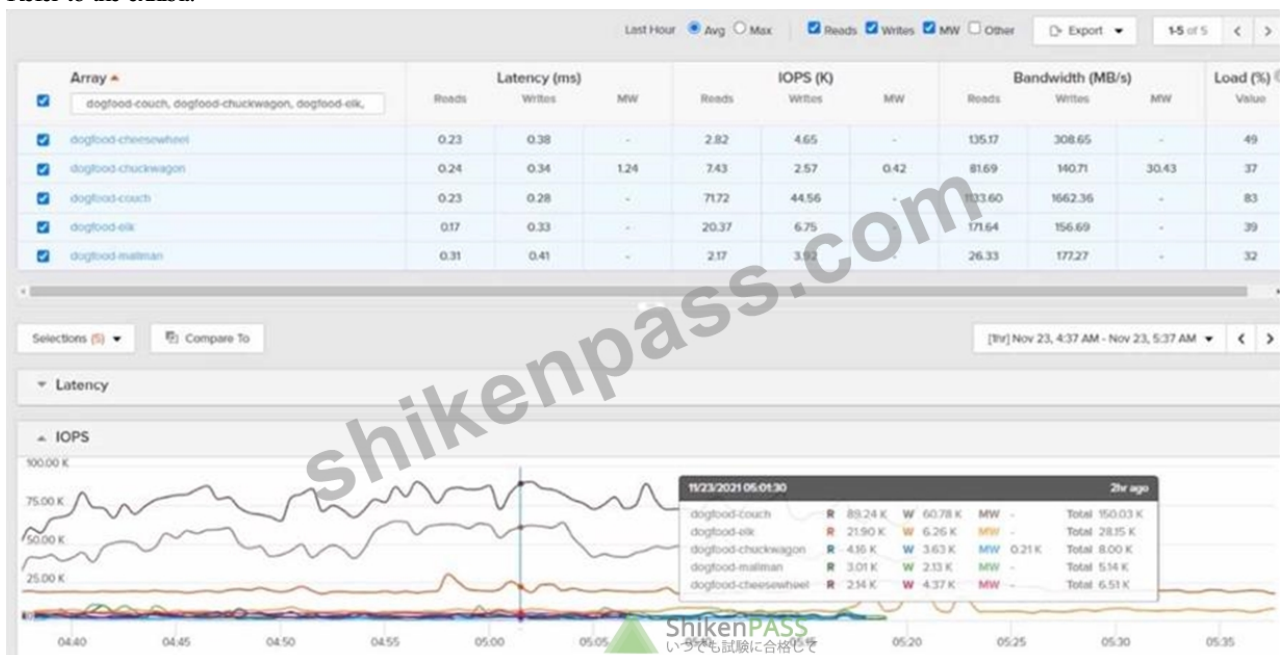 Last Hour Avg Max Reads Writes MW Other Export 1-5 of 5
Array Latency (ms) IOPS (K) Bandwidth (MB/s) Load (%)
dogfood-couch, dogfood-chuckwagon, dogfood-elk, Reads Writes MW Reads Writes MW Reads Writes MW Value
dogfood-cheesewheel 0.23 0.38 - 2.82 4.65 - 135.17 308.65 - 49
dogfood-chuckwagon 0.24 0.34 1.24 7.43 2.57 0.42 81.69 140.71 30.43 37
dogfood-couch 0.23 0.28 - 71.72 44.56 - 1133.60 1662.36 - 83
dogfood-elk 0.17 0.33 - 20.37 6.75 - 171.64 156.69 - 39
dogfood-mailman 0.31 0.41 - 2.17 3.92 - 26.33 177.27 - 32
Selections (5) Compare To [1hr] Nov 23, 4:37 AM - Nov 23, 5:37 AM
Latency
IOPS
100.00 K
75.00 K
50.00 K
25.00 K
11/23/2021 05:01:30 2hr ago
dogfood-couch R 89.24 K W 60.78 K MW - Total 150.03 K
dogfood-elk R 21.90 K W 6.26 K MW - Total 28.15 K
dogfood-chuckwagon R 4.16 K W 3.63 K MW 0.21 K Total 8.00 K
dogfood-mailman R 3.01 K W 2.13 K MW - Total 5.14 K
dogfood-cheesewheel R 2.14 K W 4.37 K MW - Total 6.51 K
04:40 04:45 04:50 04:55 05:00 05:05 05:20 05:25 05:30 05:35
shikenpass.com
ShikenPASS
いつでも試験に合格して